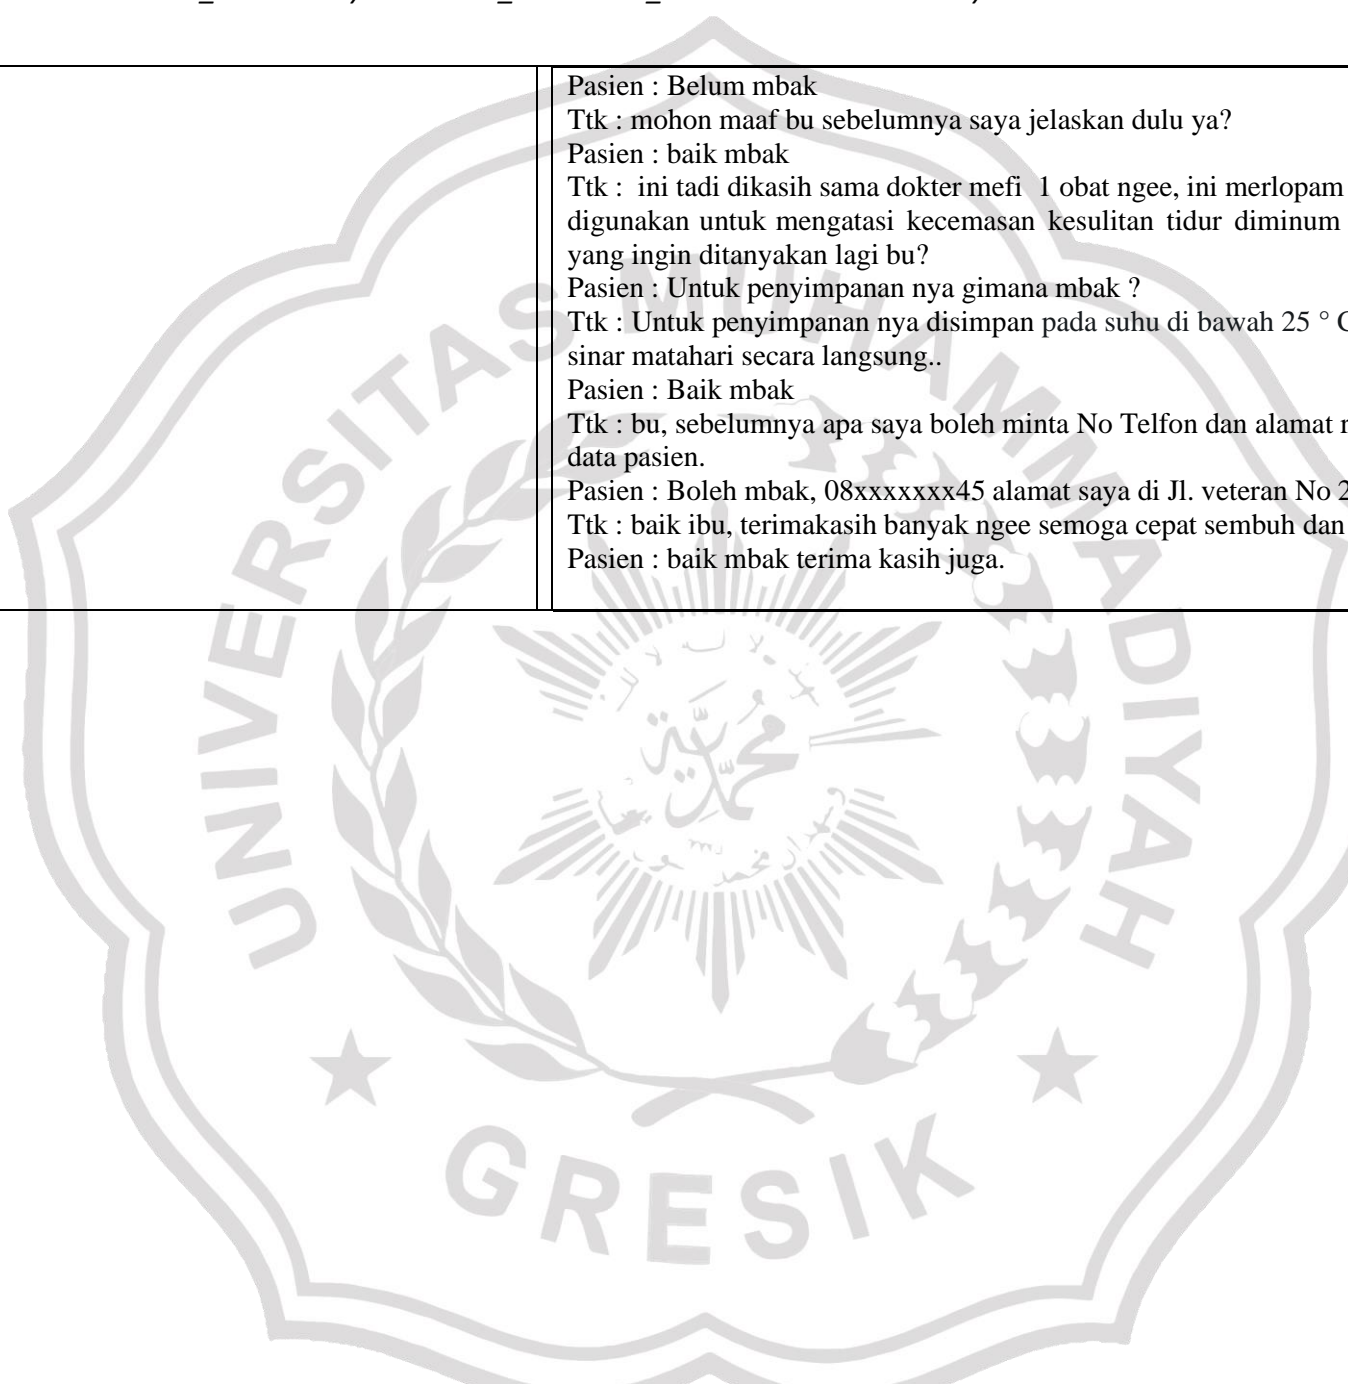 Pasien : Belum mbak
Ttk : mohon maaf bu sebelumnya saya jelaskan dulu ya?
Pasien : baik mbak
Ttk : ini tadi dikasih sama dokter mefi 1 obat ngee, ini merlopam
digunakan untuk mengatasi kecemasan kesulitan tidur diminum
yang ingin ditanyakan lagi bu?
Pasien : Untuk penyimpanan nya gimana mbak ?
Ttk : Untuk penyimpanan nya disimpan pada suhu di bawah 25 °
sinar matahari secara langsung..
Pasien : Baik mbak
Ttk : bu, sebelumnya apa saya boleh minta No Telfon dan alamat
data pasien.
Pasien : Boleh mbak, 08xxxxxxx45 alamat saya di Jl. veteran No 2
Ttk : baik ibu, terimakasih banyak ngee semoga cepat sembuh dan
Pasien : baik mbak terima kasih juga.
UNIVERSITAS MUHAMMADIYAH
محمد
GRESIK